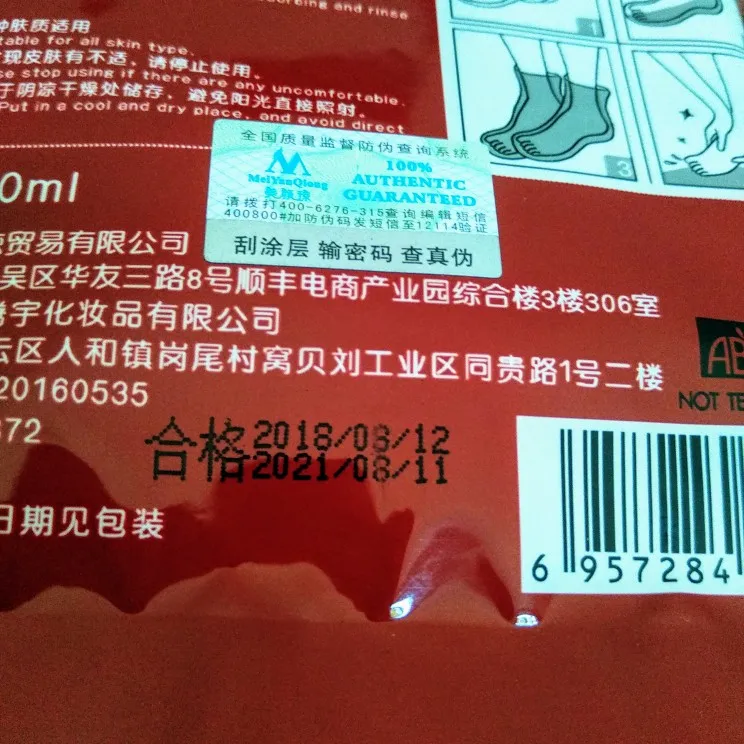 rbing and rinse
肤质适用
table for all skin type.
现皮肤有不适、请停止使用。
se stop using if there are any uncomfortable.
于阴凉干燥处储存、避免阳光直接照射。
Put in a cool and dry place, and avoid direct
1
3
0ml
全国质量监督防伪查询系统
MeiYanQiong
美颜琼
100%
AUTHENTIC
GUARANTEED
请拨打400-6276-315查询编辑短信
400800#加防伪码发短信至12114验证
刮涂层 输密码 查真伪
贸易有限公司
吴区华友三路8号顺丰电商产业园综合楼3楼306室
宇化妆品有限公司
云区人和镇岗尾村窝贝刘工业区同贵路1号二楼
20160535
372
合格
2018/08/12
2021/08/11
日期见包装
NOT TE
6 957284